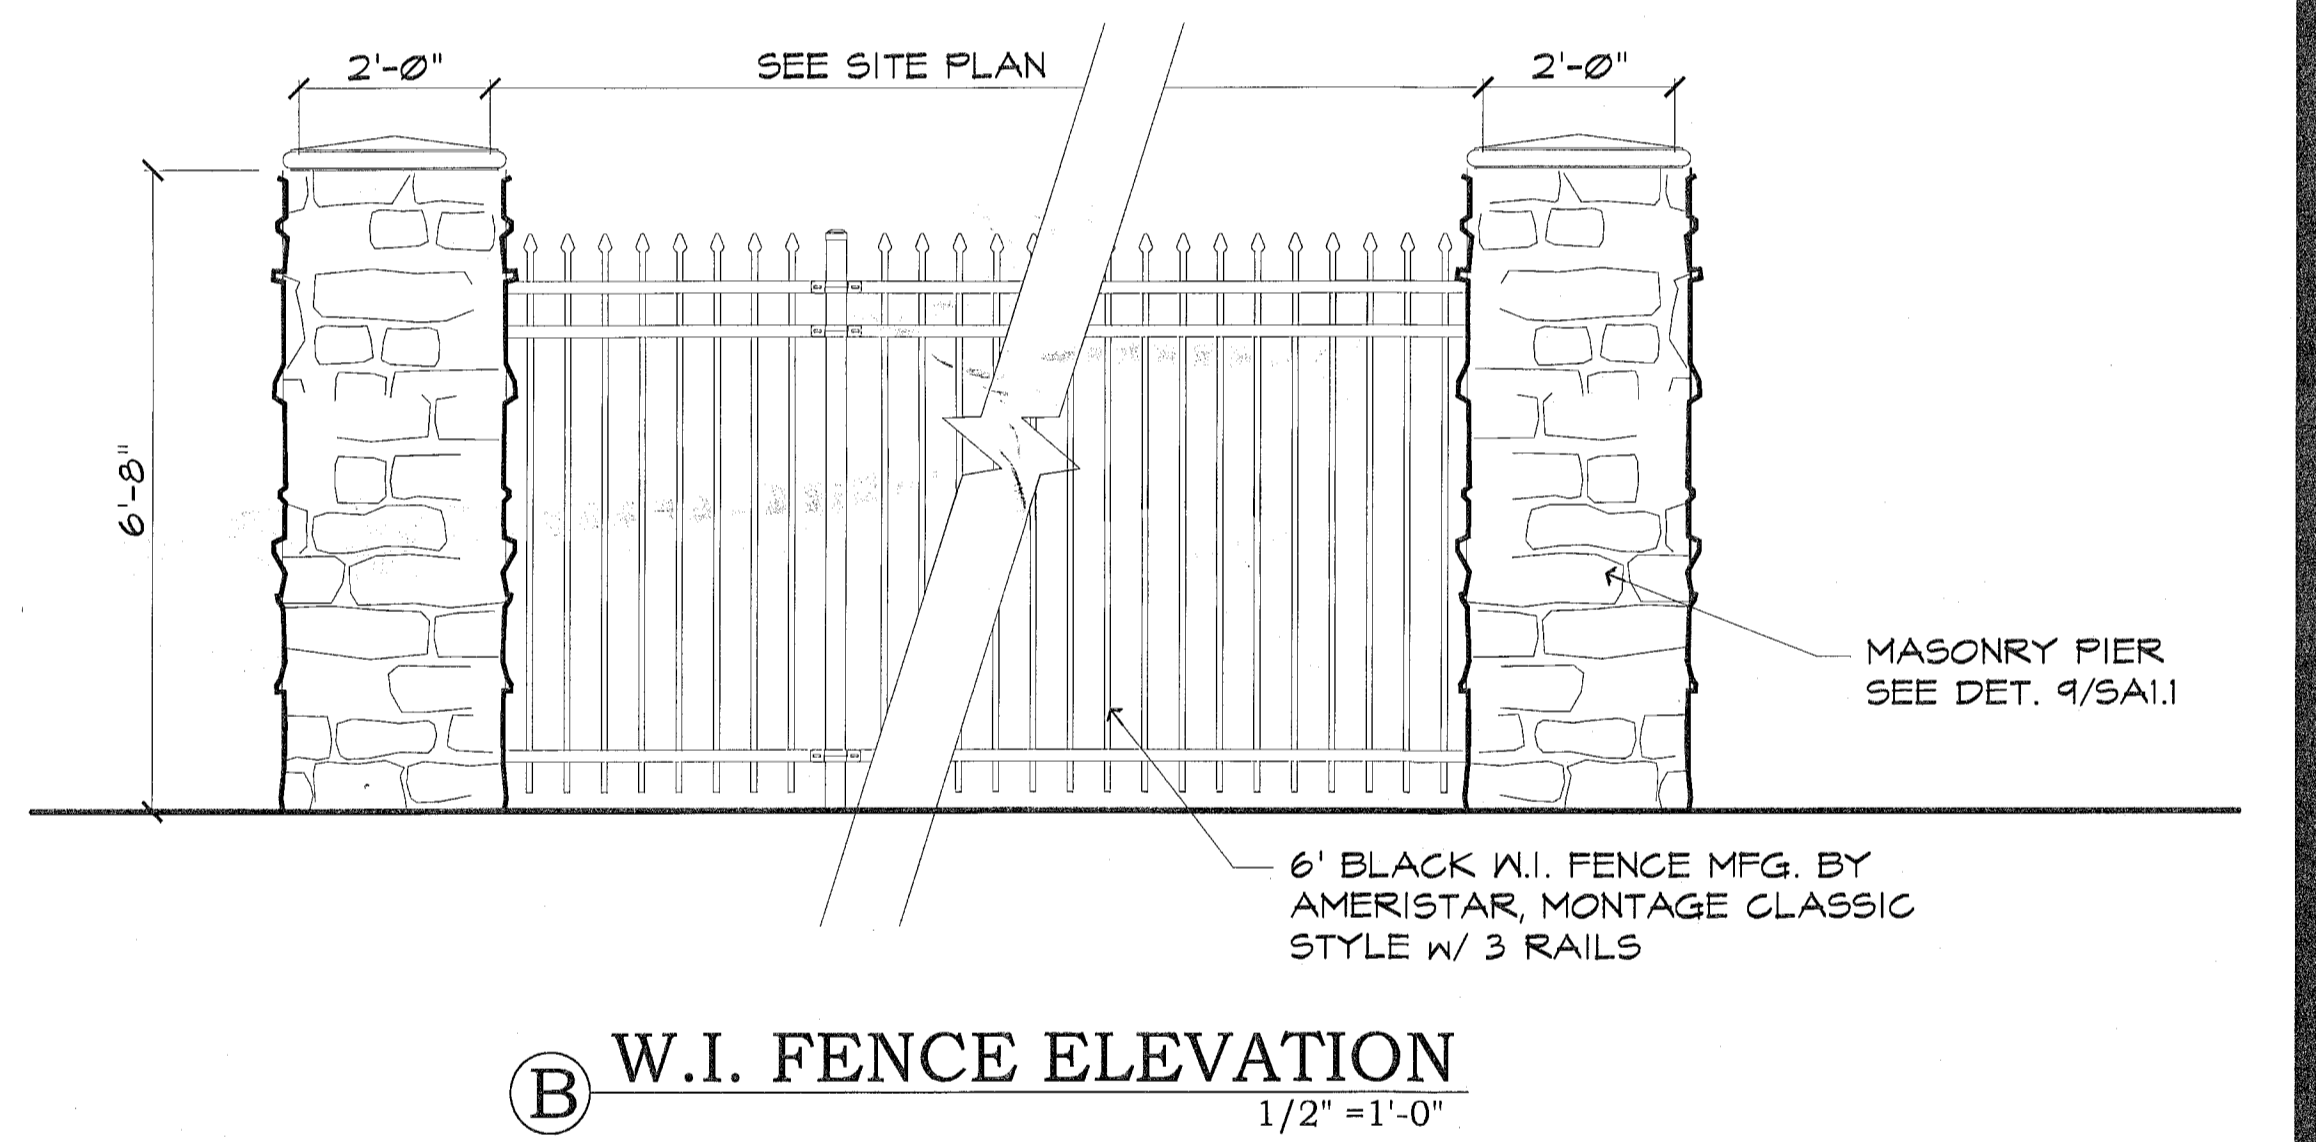 2'-0"
SEE SITE PLAN
2'-0"
6'-8"
MASONRY PIER
SEE DET. 9/SA1.1
6' BLACK W.I. FENCE MFG. BY
AMERISTAR, MONTAGE CLASSIC
STYLE w/ 3 RAILS
B
W.I. FENCE ELEVATION
1/2" =1'-0"